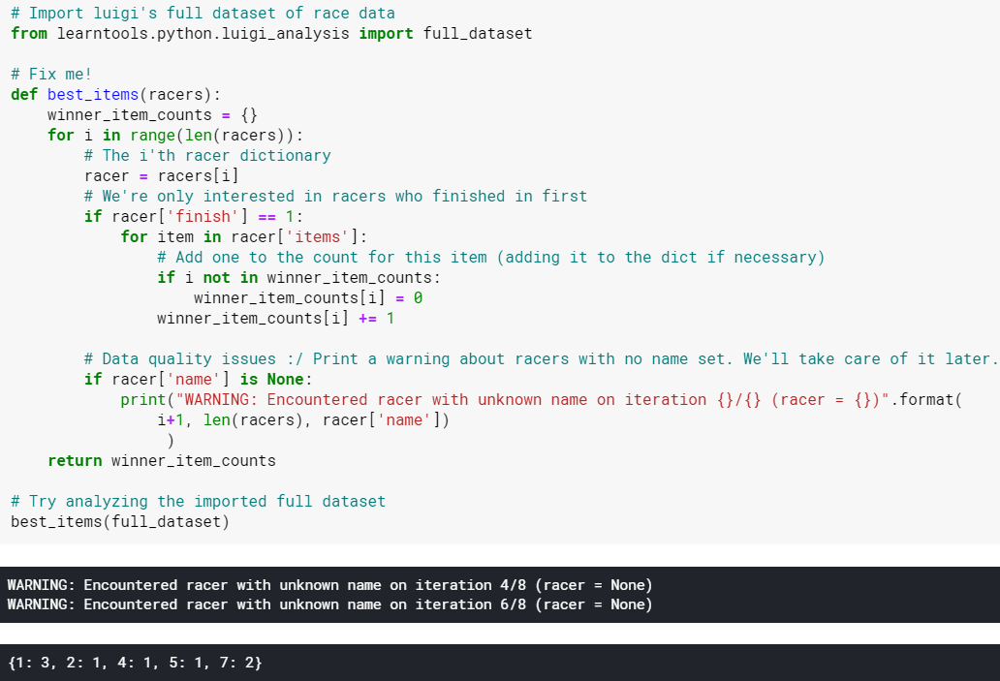 # Import luigi's full dataset of race data
from learntools.python.luigi_analysis import full_dataset
# Fix me!
def best_items(racers):
    winner_item_counts = {}
    for i in range(len(racers)):
        # The i'th racer dictionary
        racer = racers[i]
        # We're only interested in racers who finished in first
        if racer['finish'] == 1:
            for item in racer['items']:
                # Add one to the count for this item (adding it to the dict if necessary)
                if i not in winner_item_counts:
                    winner_item_counts[i] = 0
                winner_item_counts[i] += 1
        # Data quality issues :/ Print a warning about racers with no name set. We'll take care of it later.
        if racer['name'] is None:
            print("WARNING: Encountered racer with unknown name on iteration {}/{} (racer = {})".format(
                i+1, len(racers), racer['name'])
                 )
    return winner_item_counts
# Try analyzing the imported full dataset
best_items(full_dataset)
WARNING: Encountered racer with unknown name on iteration 4/8 (racer = None)
WARNING: Encountered racer with unknown name on iteration 6/8 (racer = None)
{1: 3, 2: 1, 4: 1, 5: 1, 7: 2}